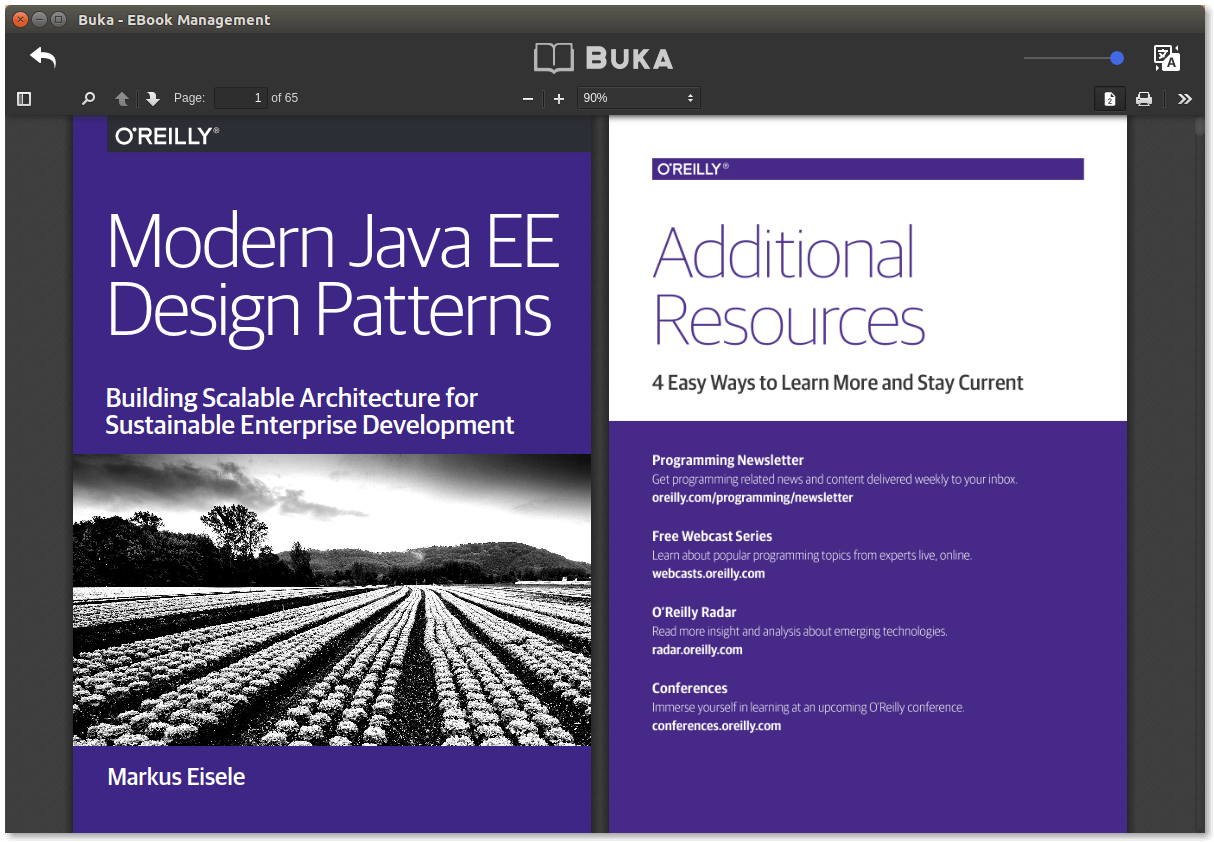 Buka - EBook Management
BUKA
Page: 1 of 65
90%
O'REILLY®
Modern Java EE
Design Patterns
Building Scalable Architecture for
Sustainable Enterprise Development
Markus Eisele
O'REILLY®
Additional
Resources
4 Easy Ways to Learn More and Stay Current
Programming Newsletter
Get programming related news and content delivered weekly to your inbox.
oreilly.com/programming/newsletter
Free Webcast Series
Learn about popular programming topics from experts live, online.
webcasts.oreilly.com
O'Reilly Radar
Read more insight and analysis about emerging technologies.
radar.oreilly.com
Conferences
Immerse yourself in learning at an upcoming O'Reilly conference.
conferences.oreilly.com